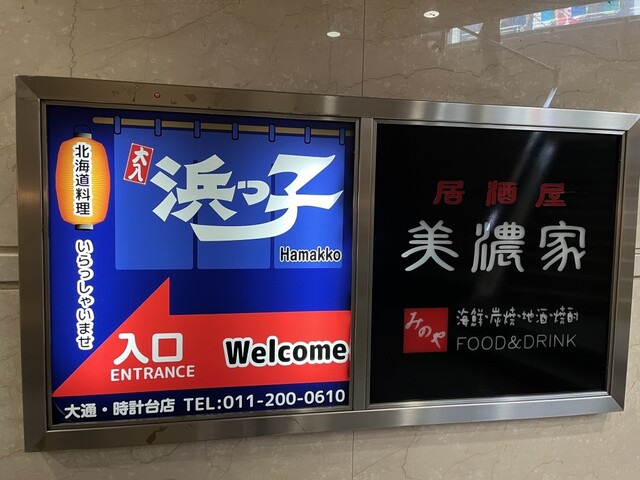 北海道料理
いらっしゃいませ
大八
浜っ子
Hamakko
入口
ENTRANCE
Welcome
大通・時計台店 TEL:011-200-0610
居酒屋
美濃家
みのや
海鮮・炭焼・地酒・焼酎
FOOD&DRINK